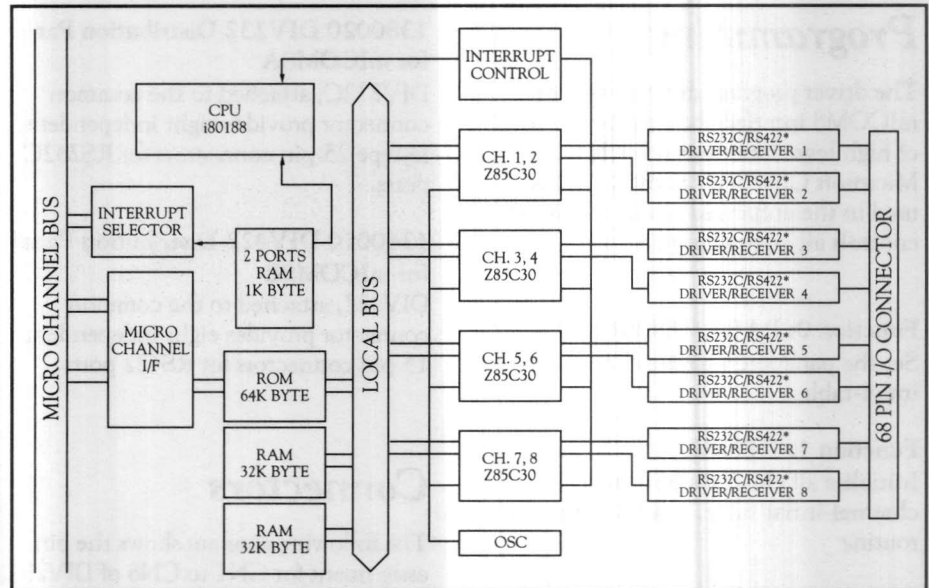 INTERRUPT
CONTROL
CPU
i80188
MICRO CHANNEL BUS
INTERRUPT
SELECTOR
MICRO
CHANNEL
I/F
2 PORTS
RAM
1K BYTE
ROM
64K BYTE
RAM
32K BYTE
RAM
32K BYTE
LOCAL BUS
CH. 1, 2
Z85C30
CH. 3, 4
Z85C30
CH. 5, 6
Z85C30
CH. 7, 8
Z85C30
OSC
RS232C/RS422*
DRIVER/RECEIVER 1
RS232C/RS422*
DRIVER/RECEIVER 2
RS232C/RS422*
DRIVER/RECEIVER 3
RS232C/RS422*
DRIVER/RECEIVER 4
RS232C/RS422*
DRIVER/RECEIVER 5
RS232C/RS422*
DRIVER/RECEIVER 6
RS232C/RS422*
DRIVER/RECEIVER 7
RS232C/RS422*
DRIVER/RECEIVER 8
68 PIN I/O CONNECTOR